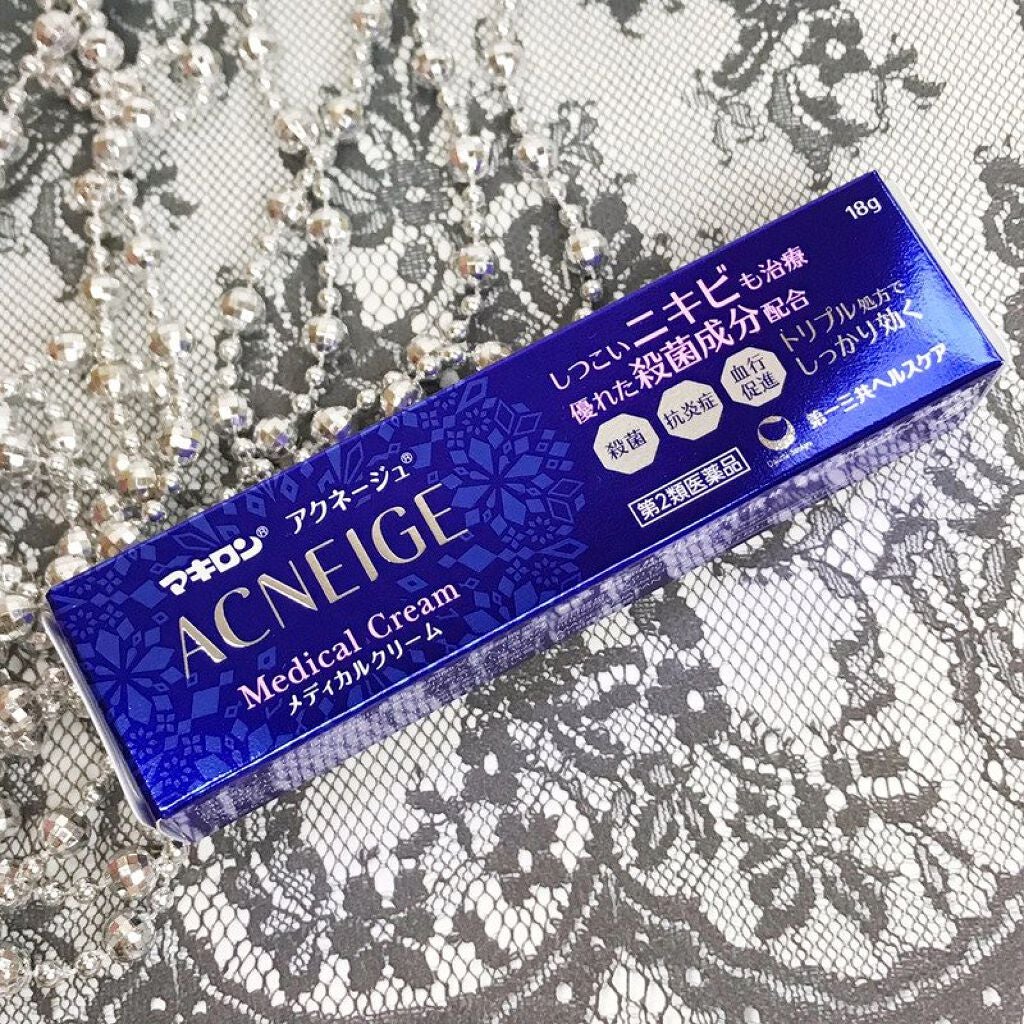 18g
しつこいニキビも治療
優れた殺菌成分配合
殺菌 抗炎症 血行促進
トリプル処方で
しっかり効く
第2類医薬品
第一三共ヘルスケア
マキロン® アクネージュ®
ACNEIGE
Medical Cream
メディカルクリーム